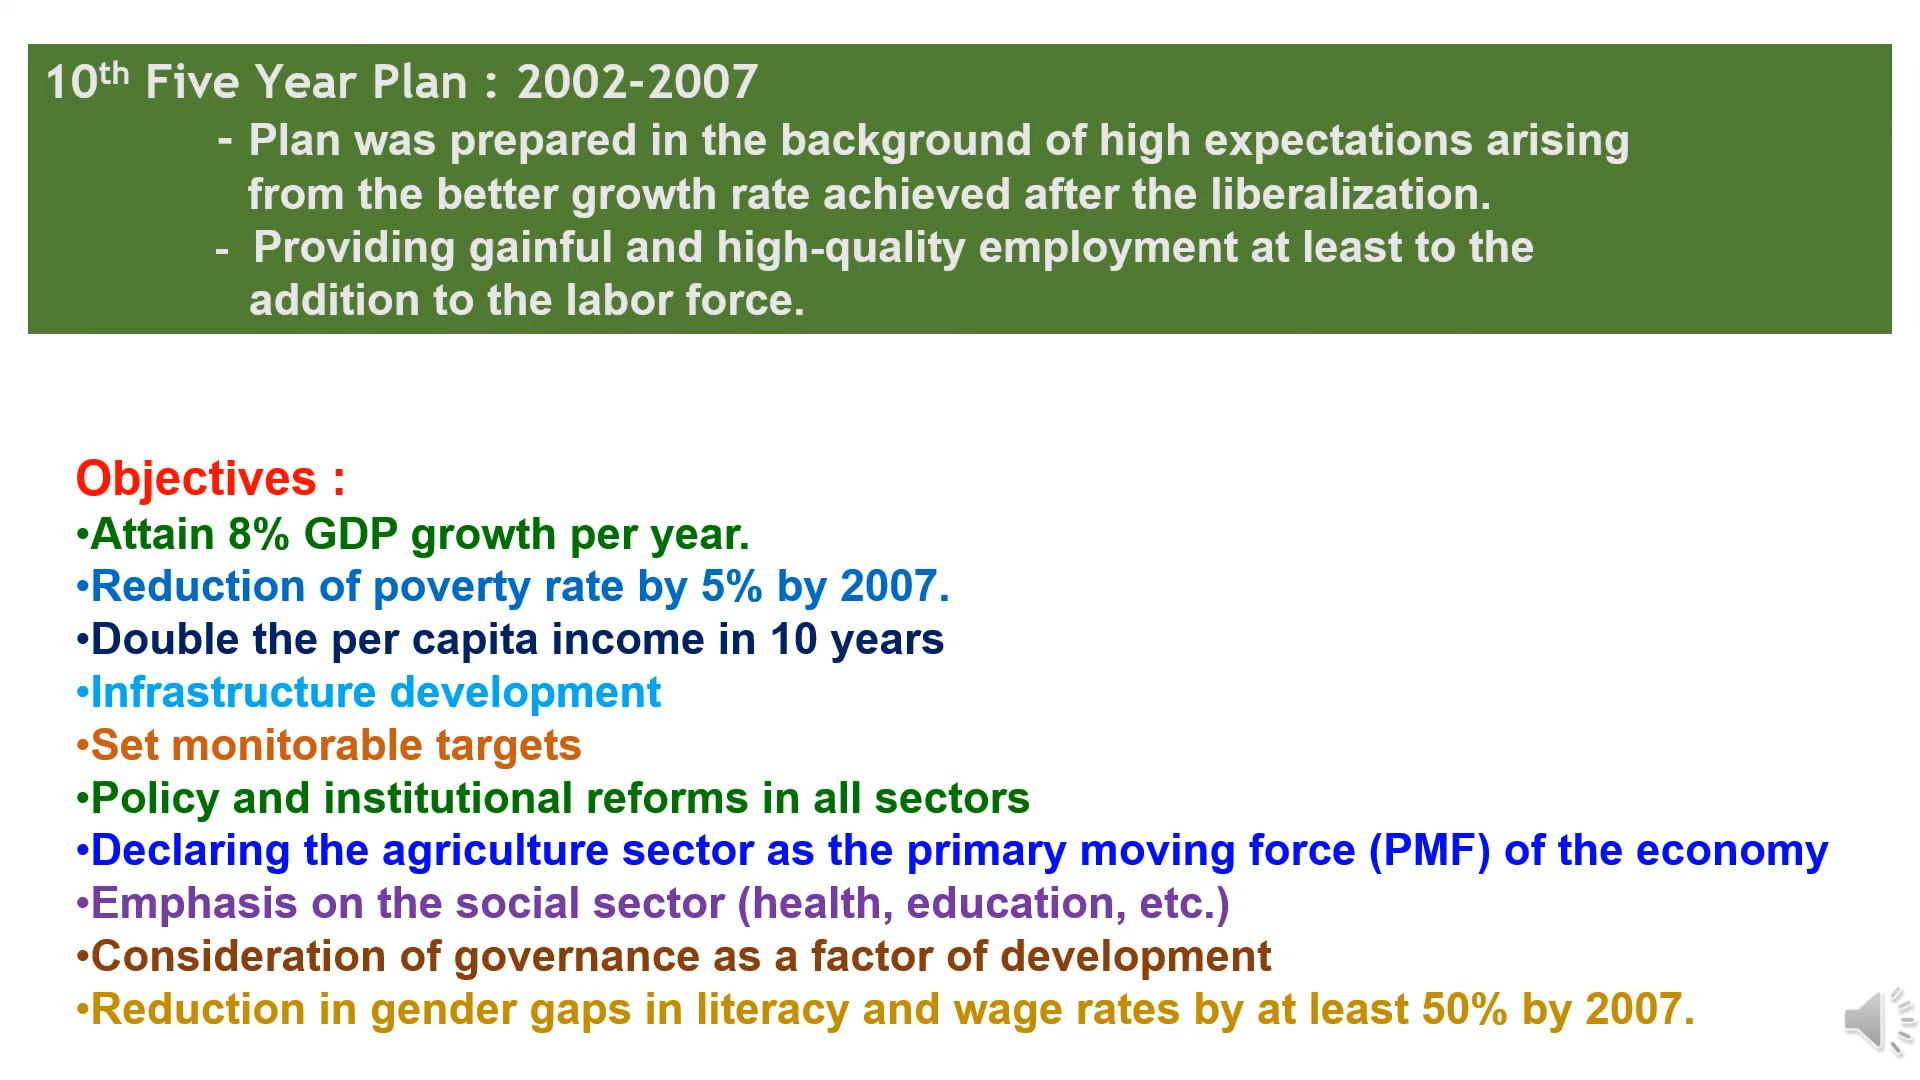 10th Five Year Plan : 2002-2007
- Plan was prepared in the background of high expectations arising
from the better growth rate achieved after the liberalization.
- Providing gainful and high-quality employment at least to the
addition to the labor force.
Objectives :
•Attain 8% GDP growth per year.
•Reduction of poverty rate by 5% by 2007.
•Double the per capita income in 10 years
•Infrastructure development
•Set monitorable targets
•Policy and institutional reforms in all sectors
•Declaring the agriculture sector as the primary moving force (PMF) of the economy
•Emphasis on the social sector (health, education, etc.)
•Consideration of governance as a factor of development
•Reduction in gender gaps in literacy and wage rates by at least 50% by 2007.